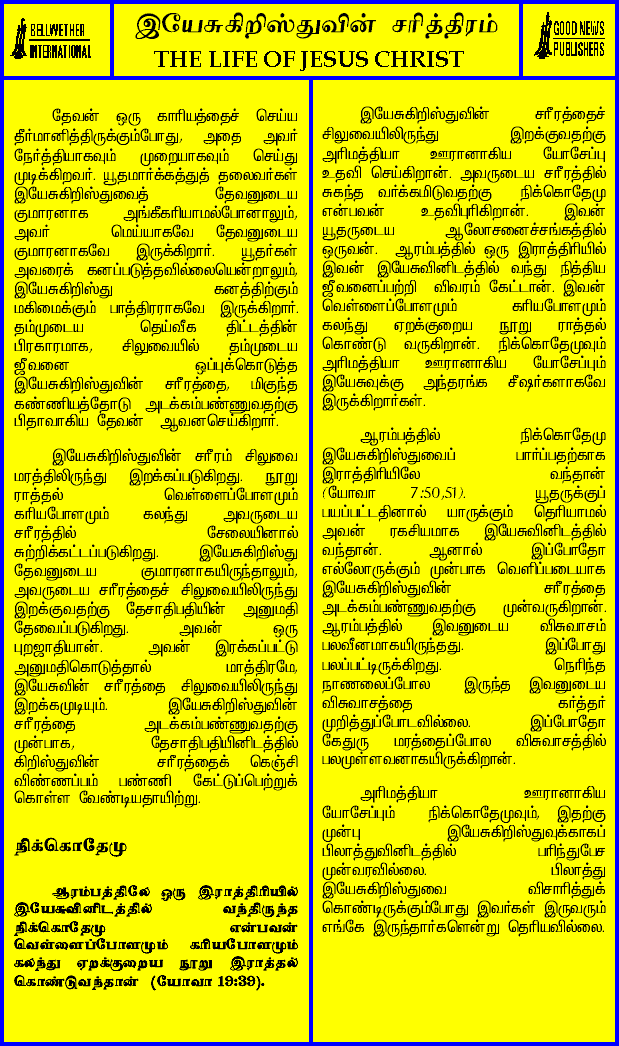 BELLWETHER
INTERNATIONAL
இயேசுகிறிஸ்துவின் சரித்திரம்
THE LIFE OF JESUS CHRIST
GOOD NEWS
PUBLISHERS
தேவன் ஒரு காரியத்தைச் செய்ய
தீர்மானித்திருக்கும்போது, அதை அவர்
நேர்த்தியாகவும் முறையாகவும் செய்து
முடிக்கிறவர். யூதமார்க்கத்துத் தலைவர்கள்
இயேசுகிறிஸ்துவைத் தேவனுடைய
குமாரனாக அங்கீகரியாமல்போனாலும்,
அவர் மெய்யாகவே தேவனுடைய
குமாரனாகவே இருக்கிறார். யூதர்கள்
அவரைக் கனப்படுத்தவில்லையென்றாலும்,
இயேசுகிறிஸ்து கனத்திற்கும்
மகிமைக்கும் பாத்திரராகவே இருக்கிறார்.
தம்முடைய தெய்வீக திட்டத்தின்
பிரகாரமாக, சிலுவையில் தம்முடைய
ஜீவனை ஒப்புக்கொடுத்த
இயேசுகிறிஸ்துவின் சரீரத்தை, மிகுந்த
கண்ணியத்தோடு அடக்கம்பண்ணுவதற்கு
பிதாவாகிய தேவன் ஆவனசெய்கிறார்.
இயேசுகிறிஸ்துவின் சரீரம் சிலுவை
மரத்திலிருந்து இறக்கப்படுகிறது. நூறு
ராத்தல் வெள்ளைப்போளமும்
கரியபோளமும் கலந்து அவருடைய
சரீரத்தில் சேலையினால்
சுற்றிக்கட்டப்படுகிறது. இயேசுகிறிஸ்து
தேவனுடைய குமாரனாகயிருந்தாலும்,
அவருடைய சரீரத்தைச் சிலுவையிலிருந்து
இறக்குவதற்கு தேசாதிபதியின் அனுமதி
தேவைப்படுகிறது. அவன் ஒரு
புறஜாதியான். அவன் இரக்கப்பட்டு
அனுமதிகொடுத்தால் மாத்திரமே,
இயேசுவின் சரீரத்தை சிலுவையிலிருந்து
இறக்கமுடியும். இயேசுகிறிஸ்துவின்
சரீரத்தை அடக்கம்பண்ணுவதற்கு
முன்பாக, தேசாதிபதியினிடத்தில்
கிறிஸ்துவின் சரீரத்தைக் கெஞ்சி
விண்ணப்பம் பண்ணி கேட்டுப்பெற்றுக்
கொள்ள வேண்டியதாயிற்று.
நிக்கொதேமு
ஆரம்பத்திலே ஒரு இராத்திரியில்
இயேசுவினிடத்தில் வந்திருந்த
நிக்கொதேமு என்பவன்
வெள்ளைப்போளமும் கரியபோளமும்
கலந்து ஏறக்குறைய நூறு இராத்தல்
கொண்டுவந்தான் (யோவா 19:39).
இயேசுகிறிஸ்துவின் சரீரத்தைச்
சிலுவையிலிருந்து இறக்குவதற்கு
அரிமத்தியா ஊரானாகிய யோசேப்பு
உதவி செய்கிறான். அவருடைய சரீரத்தில்
சுகந்த வர்க்கமிடுவதற்கு நிக்கொதேமு
என்பவன் உதவிபுரிகிறான். இவன்
யூதருடைய ஆலோசனைச்சங்கத்தில்
ஒருவன். ஆரம்பத்தில் ஒரு இராத்திரியில்
இவன் இயேசுவினிடத்தில் வந்து நித்திய
ஜீவனைப்பற்றி விவரம் கேட்டான். இவன்
வெள்ளைப்போளமும் கரியபோளமும்
கலந்து ஏறக்குறைய நூறு ராத்தல்
கொண்டு வருகிறான். நிக்கொதேமுவும்
அரிமத்தியா ஊரானாகிய யோசேப்பும்
இயேசுவுக்கு அந்தரங்க சீஷர்களாகவே
இருக்கிறார்கள்.
ஆரம்பத்தில் நிக்கொதேமு
இயேசுகிறிஸ்துவைப் பார்ப்பதற்காக
இராத்திரியிலே வந்தான்
(யோவா 7:50,51). யூதருக்குப்
பயப்பட்டதினால் யாருக்கும் தெரியாமல்
அவன் ரகசியமாக இயேசுவினிடத்தில்
வந்தான். ஆனால் இப்போதோ
எல்லோருக்கும் முன்பாக வெளிப்படையாக
இயேசுகிறிஸ்துவின் சரீரத்தை
அடக்கம்பண்ணுவதற்கு முன்வருகிறான்.
ஆரம்பத்தில் இவனுடைய விசுவாசம்
பலவீனமாயிருந்தது. இப்போது
பலப்பட்டிருக்கிறது. நெரிந்த
நாணலைப்போல இருந்த இவனுடைய
விசுவாசத்தை கர்த்தர்
முறித்துப்போடவில்லை. இப்போதோ
கேதுரு மரத்தைப்போல விசுவாசத்தில்
பலமுள்ளவனாகயிருக்கிறான்.
அரிமத்தியா ஊரானாகிய
யோசேப்பும் நிக்கொதேமுவும், இதற்கு
முன்பு இயேசுகிறிஸ்துவுக்காகப்
பிலாத்துவினிடத்தில் பரிந்துபேச
முன்வரவில்லை. பிலாத்து
இயேசுகிறிஸ்துவை விசாரித்துக்
கொண்டிருக்கும்போது இவர்கள் இருவரும்
எங்கே இருந்தார்களென்று தெரியவில்லை.